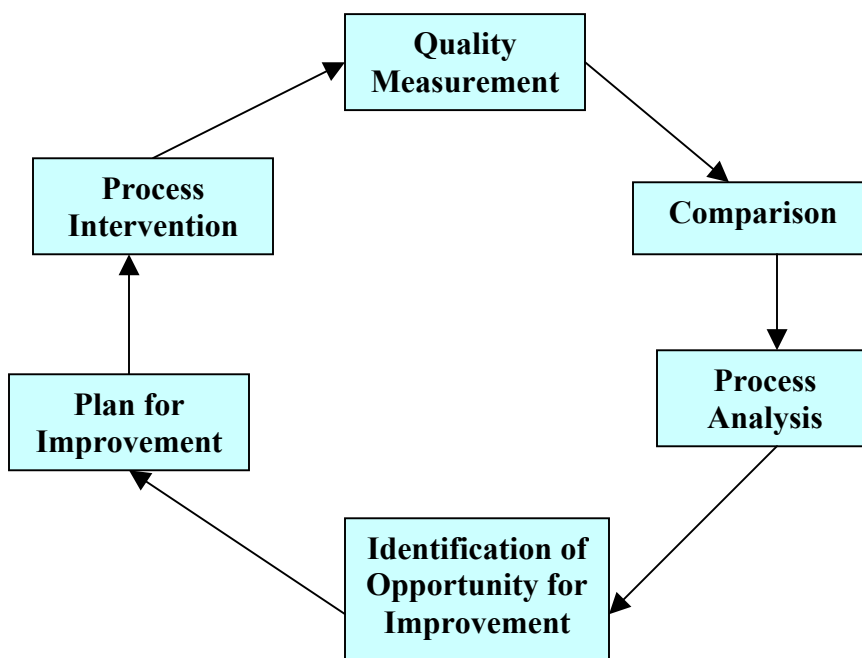 Quality
Measurement
Comparison
Process
Analysis
Identification of
Opportunity for
Improvement
Plan for
Improvement
Process
Intervention